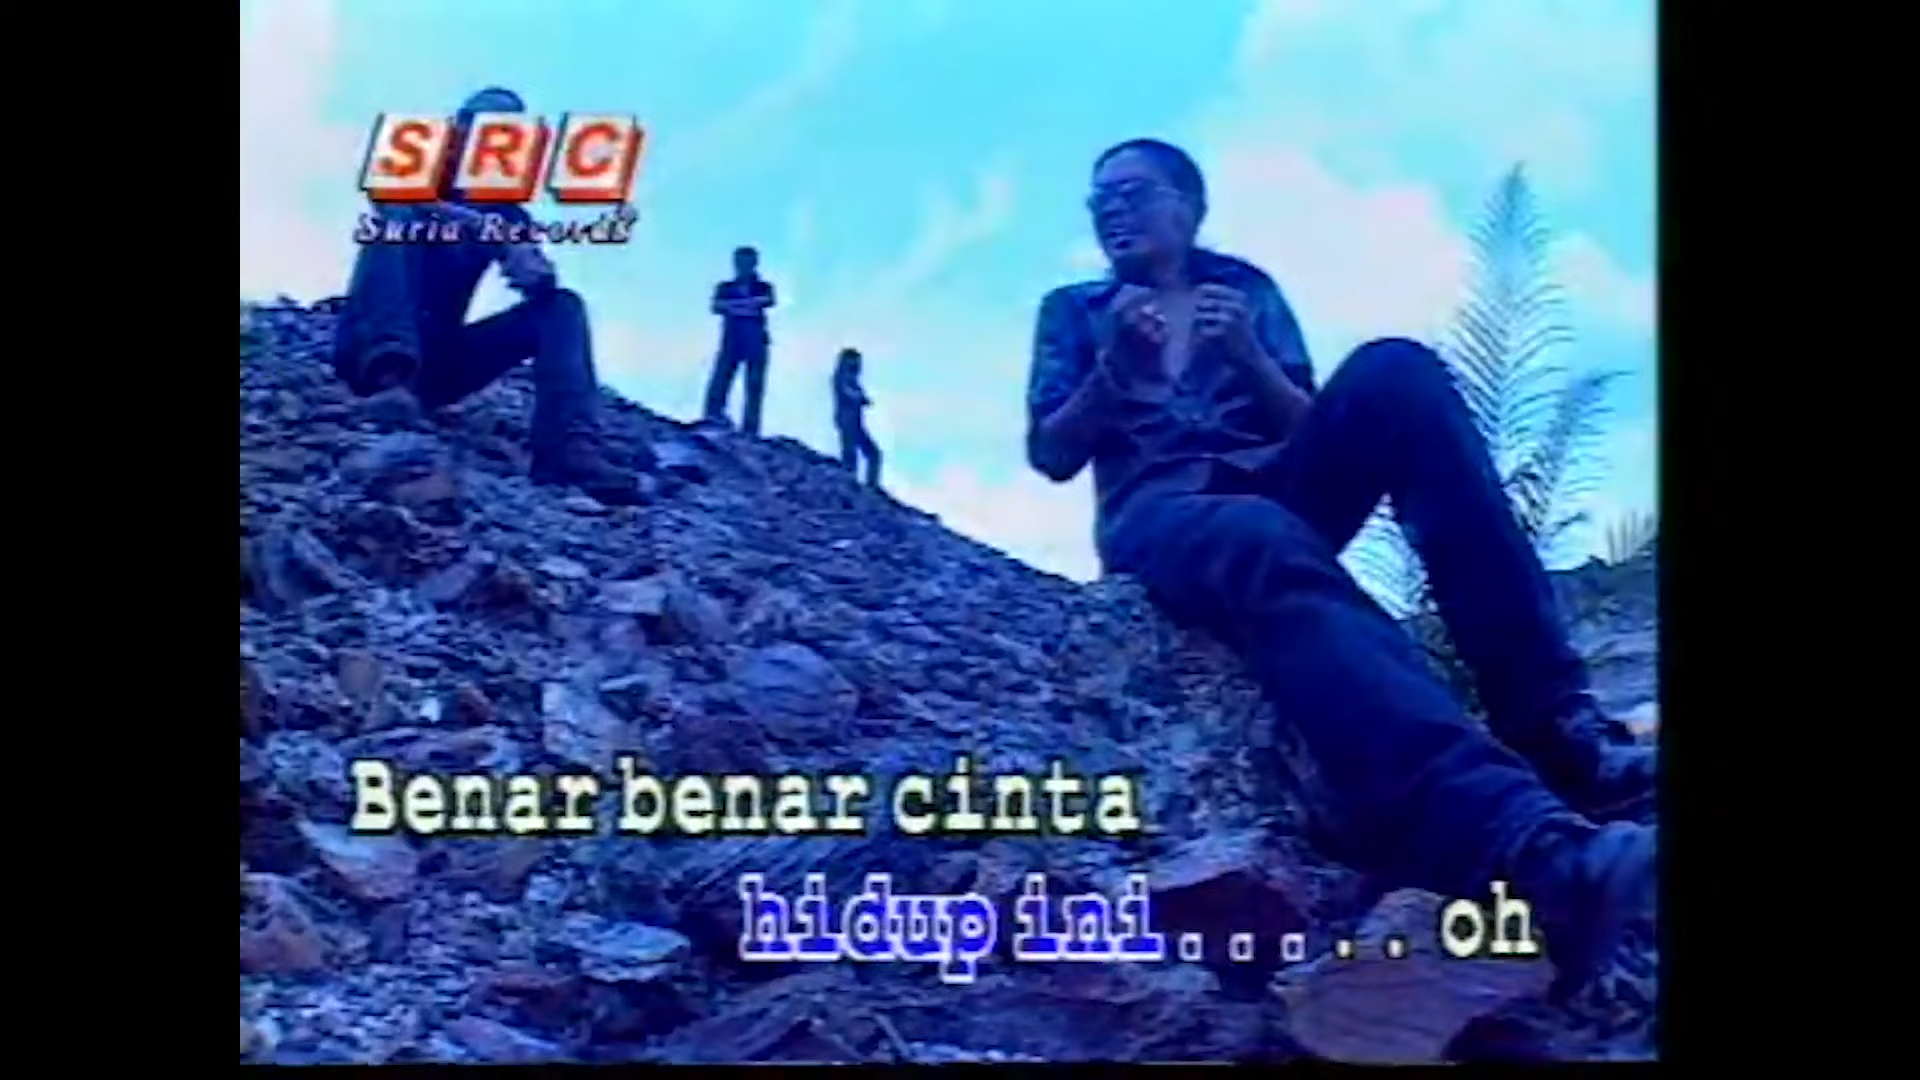 SRC
Suria Records
Benar benar cinta
hidup ini..... oh